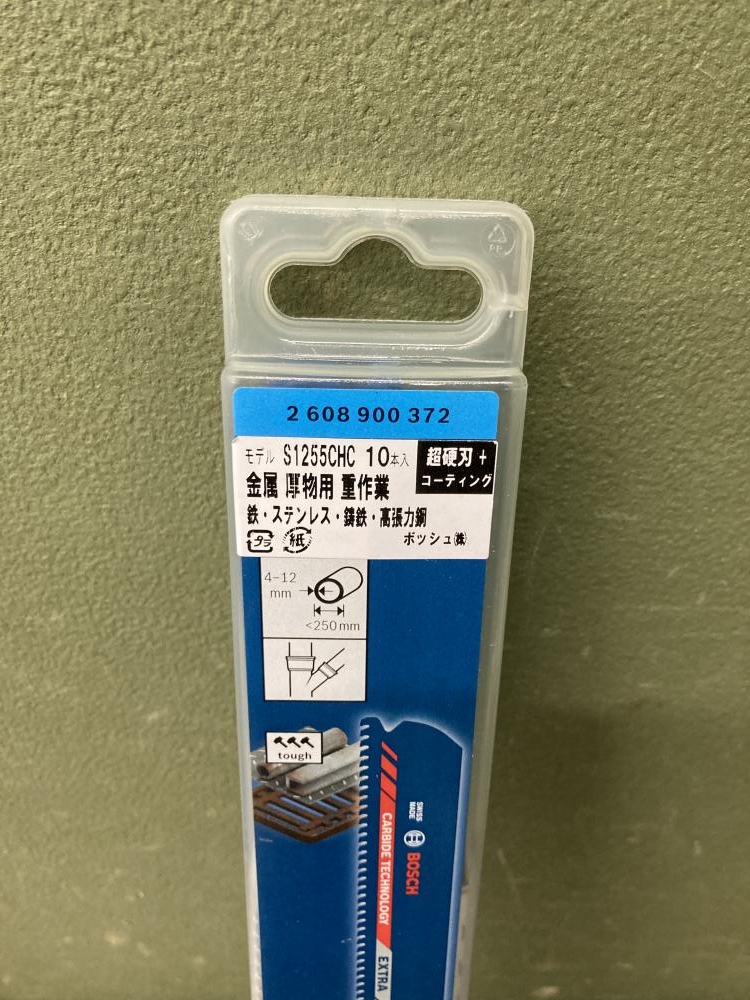 PP
2 608 900 372
モデル S1255CHC 10本入
超硬刃 +
コーティング
金属 厚物用 重作業
鉄・ステンレス・鋳鉄・高張力鋼
プラ 紙 ボッシュ㈱
4-12
mm
<250mm
tough
SWISS
MADE
BOSCH
CARBIDE TECHNOLOGY
EXTRA